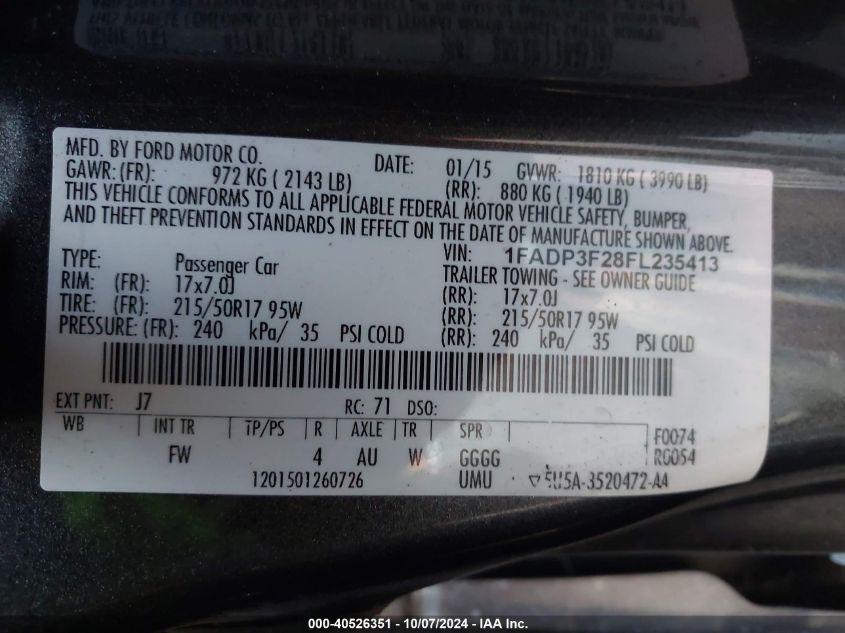 MFD. BY FORD MOTOR CO. DATE: 01/15 GVWR: 1810 KG ( 3990 LB)
GAWR: (FR): 972 KG ( 2143 LB) (RR): 880 KG ( 1940 LB)
THIS VEHICLE CONFORMS TO ALL APPLICABLE FEDERAL MOTOR VEHICLE SAFETY, BUMPER,
AND THEFT PREVENTION STANDARDS IN EFFECT ON THE DATE OF MANUFACTURE SHOWN ABOVE.
VIN: 1FADP3F28FL235413
TYPE: Passenger Car TRAILER TOWING - SEE OWNER GUIDE
RIM: (FR): 17x7.0J (RR): 17x7.0J
TIRE: (FR): 215/50R17 95W (RR): 215/50R17 95W
PRESSURE: (FR): 240 kPa/ 35 PSI COLD (RR): 240 kPa/ 35 PSI COLD
EXT PNT: J7 RC: 71 DSO:
WB INT TR TP/PS R AXLE TR SPR F0074
FW 4 AU W GGGG RG054
1201501260726 UMU 5U5A-3520472-AA
000-40526351 - 10/07/2024 - IAA Inc.